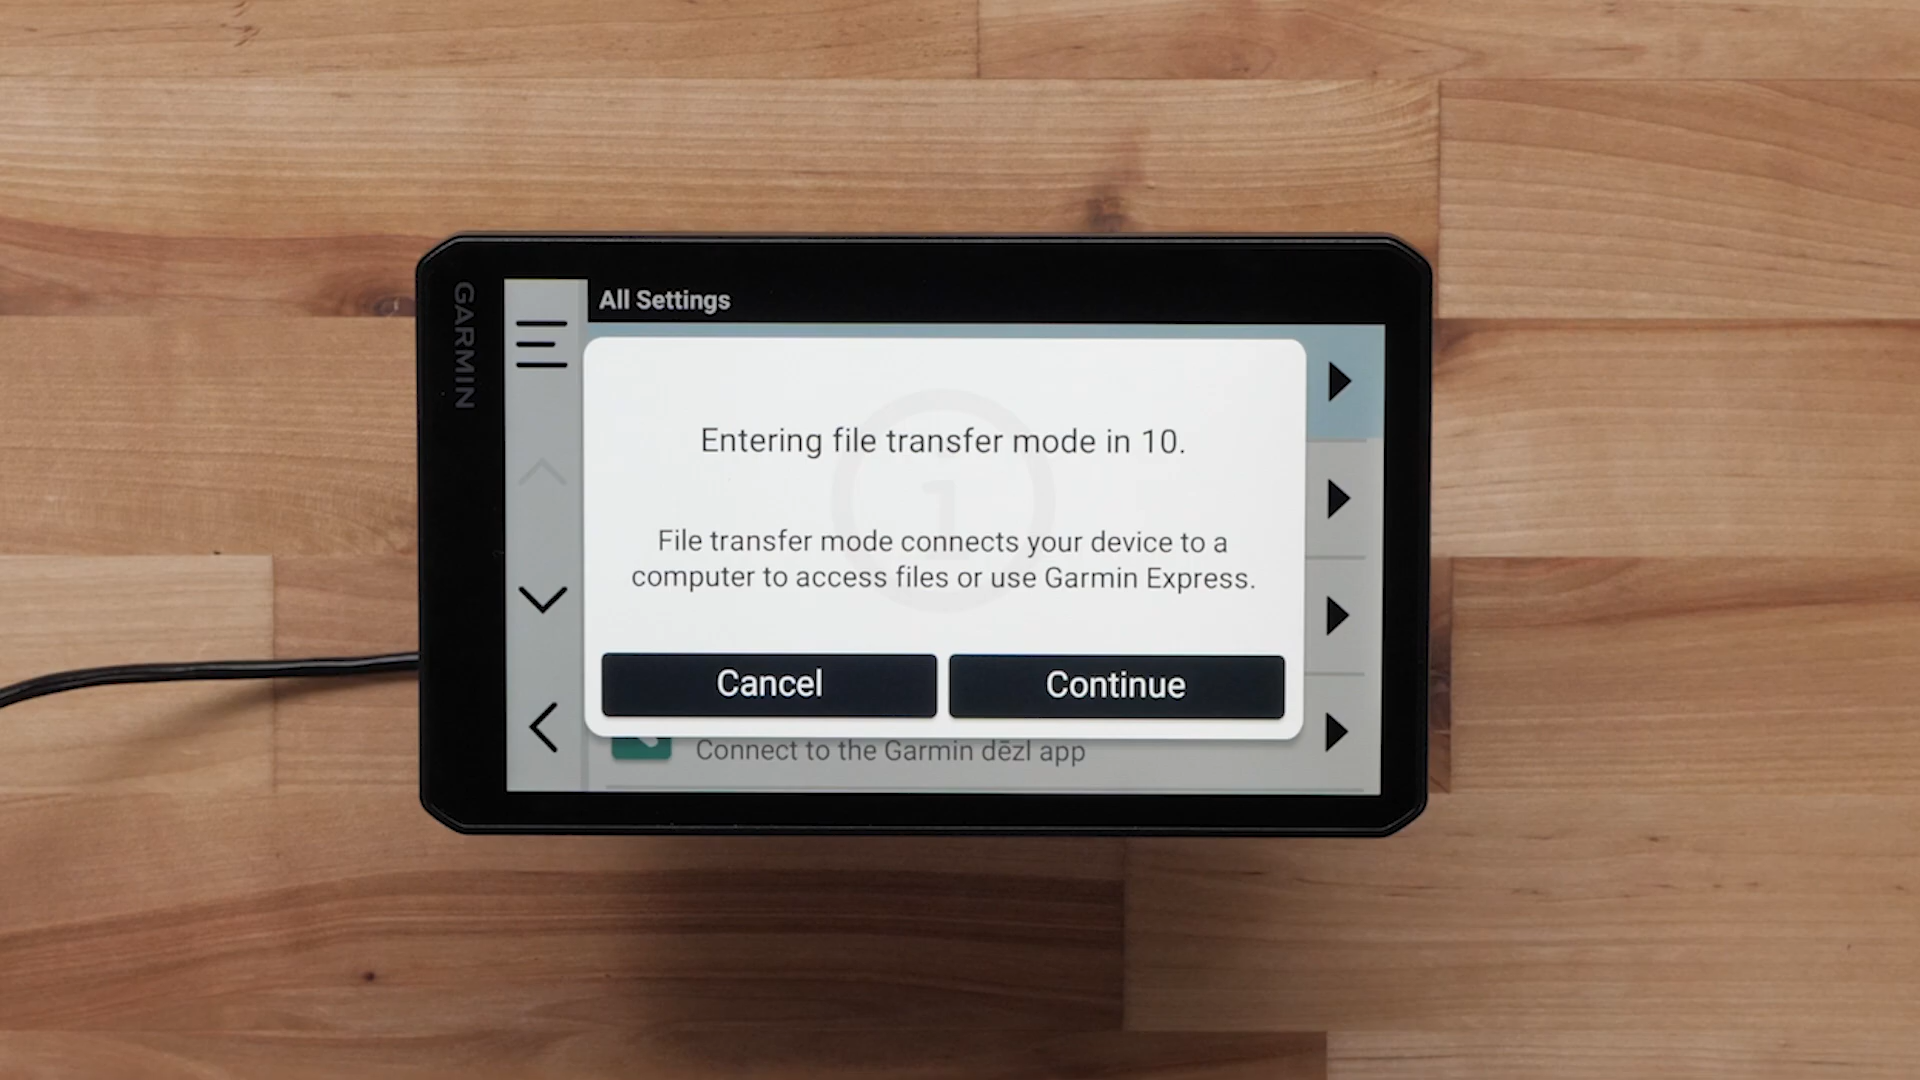 GARMIN
All Settings
Entering file transfer mode in 10.
1
File transfer mode connects your device to a
computer to access files or use Garmin Express.
Cancel
Continue
Connect to the Garmin dēzl app